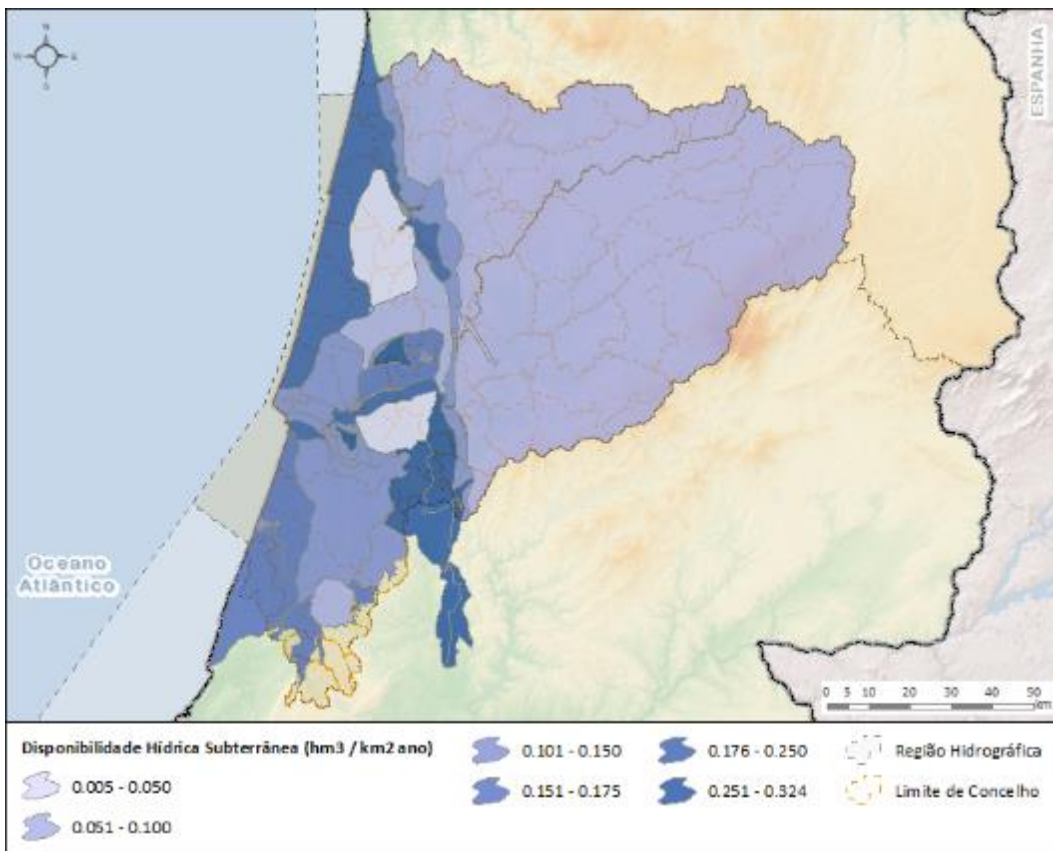 N
S
ESPANHA
Oceano
Atlântico
0 5 10 20 30 40 50
km
Disponibilidade Hídrica Subterrânea (hm3 / km2 ano)
0.005 - 0.050
0.051 - 0.100
0.101 - 0.150
0.151 - 0.175
0.176 - 0.250
0.251 - 0.324
Região Hidrográfica
Limite de Concelho